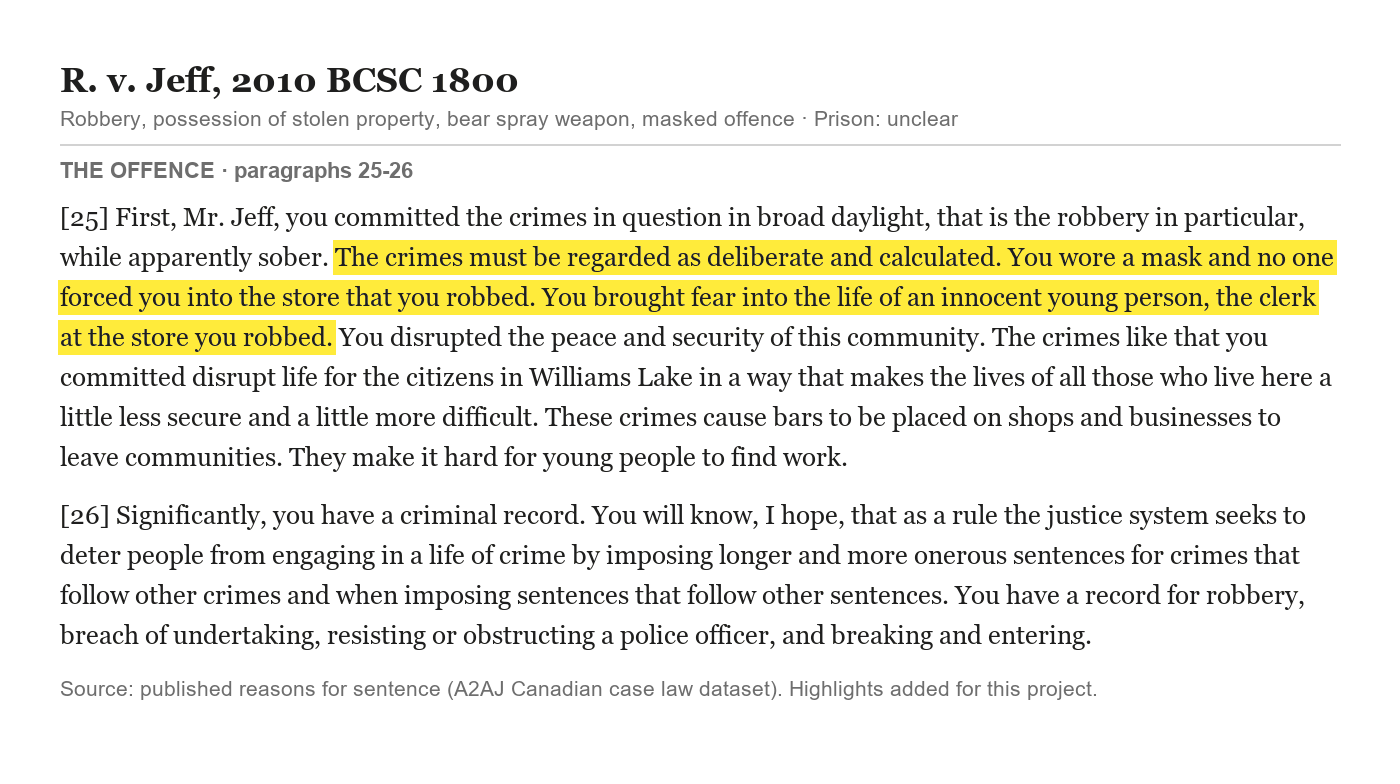 R. v. Jeff, 2010 BCSC 1800
Robbery, possession of stolen property, bear spray weapon, masked offence · Prison: unclear
THE OFFENCE · paragraphs 25-26
[25] First, Mr. Jeff, you committed the crimes in question in broad daylight, that is the robbery in particular,
while apparently sober. The crimes must be regarded as deliberate and calculated. You wore a mask and no one
forced you into the store that you robbed. You brought fear into the life of an innocent young person, the clerk
at the store you robbed. You disrupted the peace and security of this community. The crimes like that you
committed disrupt life for the citizens in Williams Lake in a way that makes the lives of all those who live here a
little less secure and a little more difficult. These crimes cause bars to be placed on shops and businesses to
leave communities. They make it hard for young people to find work.
[26] Significantly, you have a criminal record. You will know, I hope, that as a rule the justice system seeks to
deter people from engaging in a life of crime by imposing longer and more onerous sentences for crimes that
follow other crimes and when imposing sentences that follow other sentences. You have a record for robbery,
breach of undertaking, resisting or obstructing a police officer, and breaking and entering.
Source: published reasons for sentence (A2AJ Canadian case law dataset). Highlights added for this project.